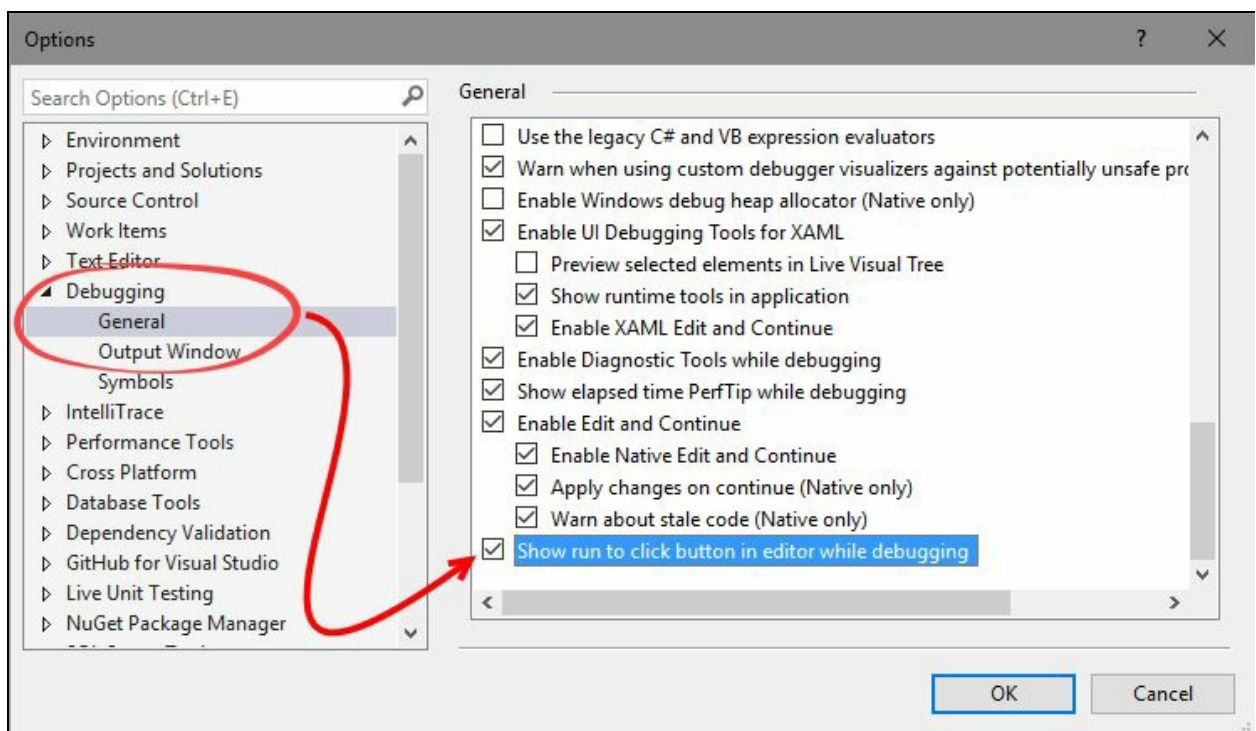 Options
?
Search Options (Ctrl+E)
Environment
Projects and Solutions
Source Control
Work Items
Text Editor
Debugging
General
Output Window
Symbols
IntelliTrace
Performance Tools
Cross Platform
Database Tools
Dependency Validation
GitHub for Visual Studio
Live Unit Testing
NuGet Package Manager
General
Use the legacy C# and VB expression evaluators
Warn when using custom debugger visualizers against potentially unsafe pro
Enable Windows debug heap allocator (Native only)
Enable UI Debugging Tools for XAML
Preview selected elements in Live Visual Tree
Show runtime tools in application
Enable XAML Edit and Continue
Enable Diagnostic Tools while debugging
Show elapsed time PerfTip while debugging
Enable Edit and Continue
Enable Native Edit and Continue
Apply changes on continue (Native only)
Warn about stale code (Native only)
Show run to click button in editor while debugging
OK
Cancel